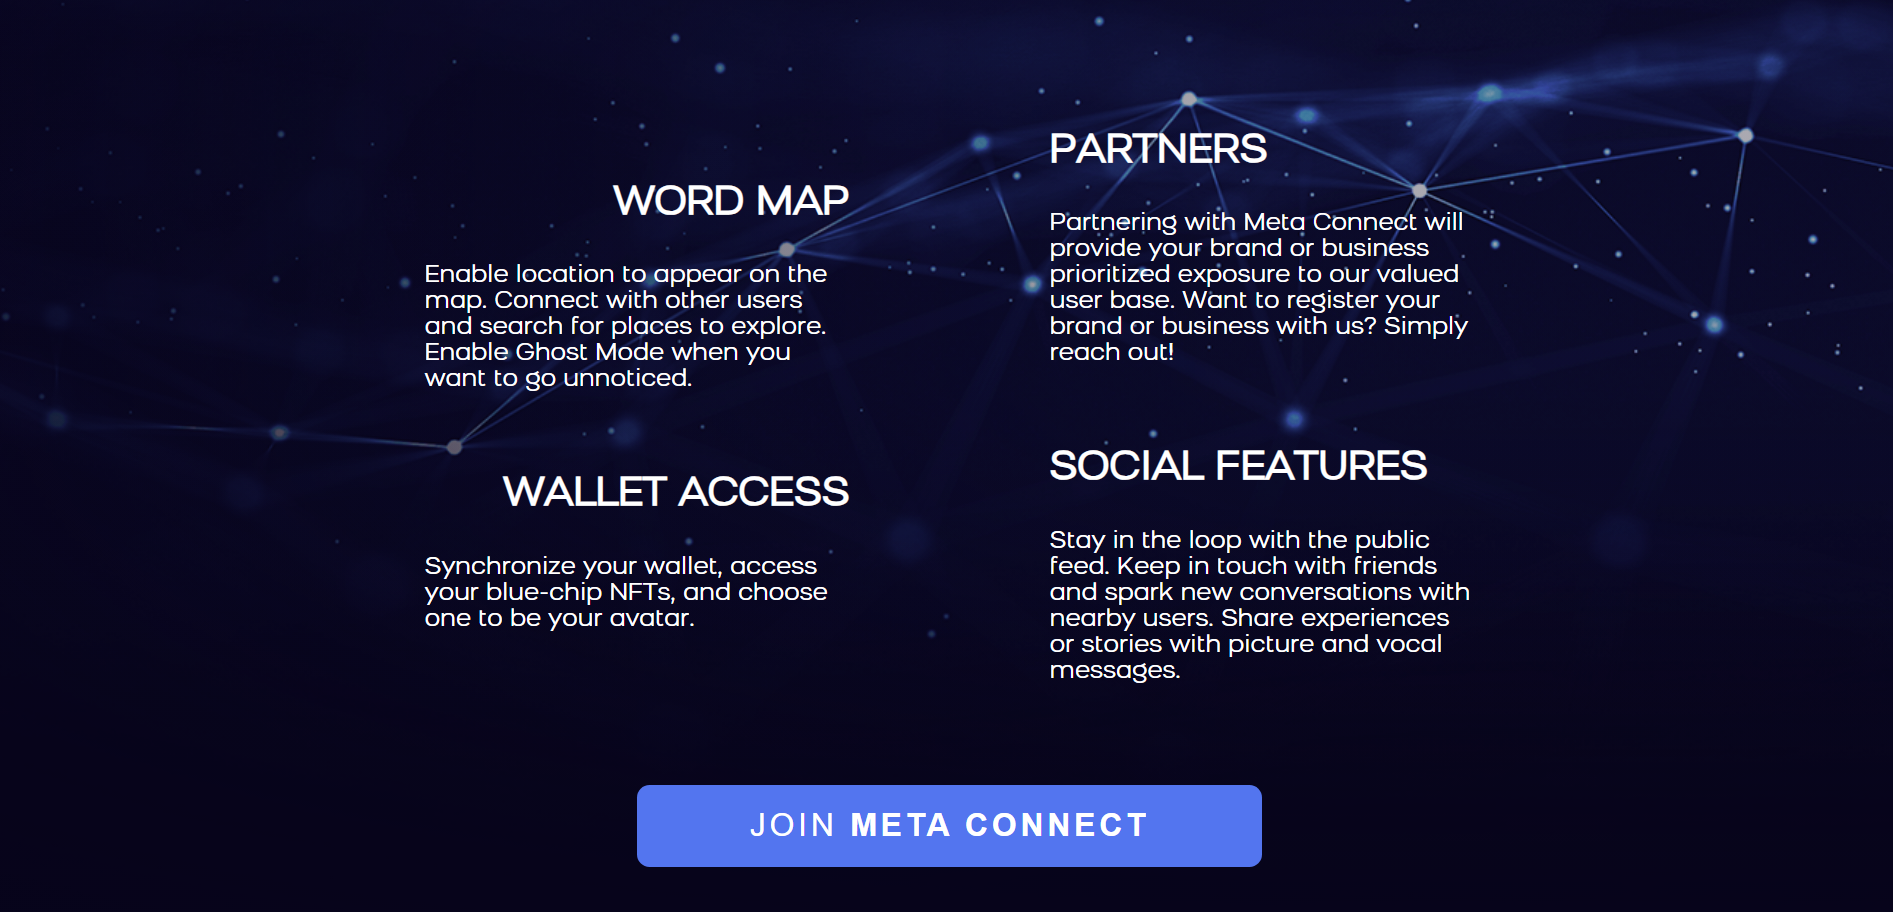 WORD MAP
Enable location to appear on the
map. Connect with other users
and search for places to explore.
Enable Ghost Mode when you
want to go unnoticed.
WALLET ACCESS
Synchronize your wallet, access
your blue-chip NFTs, and choose
one to be your avatar.
PARTNERS
Partnering with Meta Connect will
provide your brand or business
prioritized exposure to our valued
user base. Want to register your
brand or business with us? Simply
reach out!
SOCIAL FEATURES
Stay in the loop with the public
feed. Keep in touch with friends
and spark new conversations with
nearby users. Share experiences
or stories with picture and vocal
messages.
JOIN META CONNECT